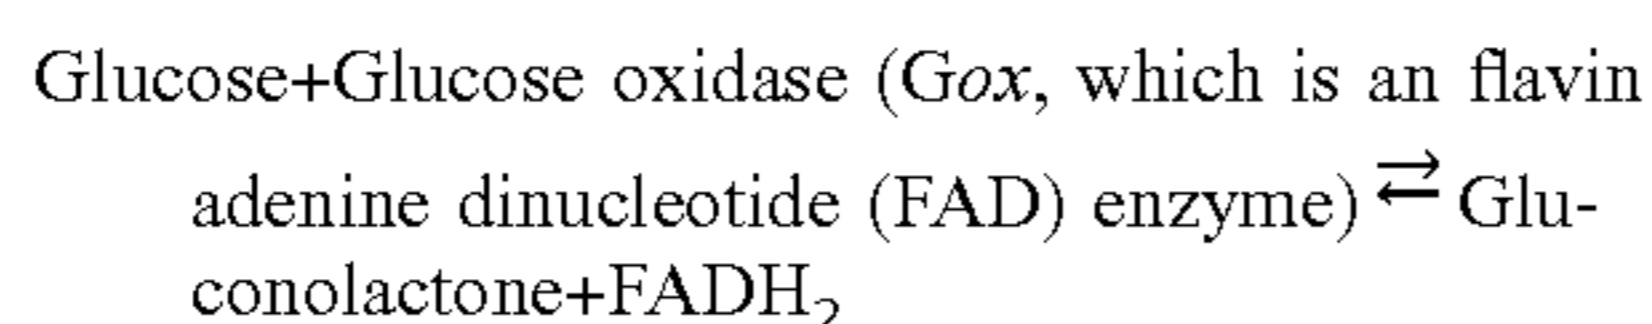 Glucose+Glucose oxidase (Gox, which is an flavin
adenine dinucleotide (FAD) enzyme) ⇄ Glu-
conolactone+FADH₂